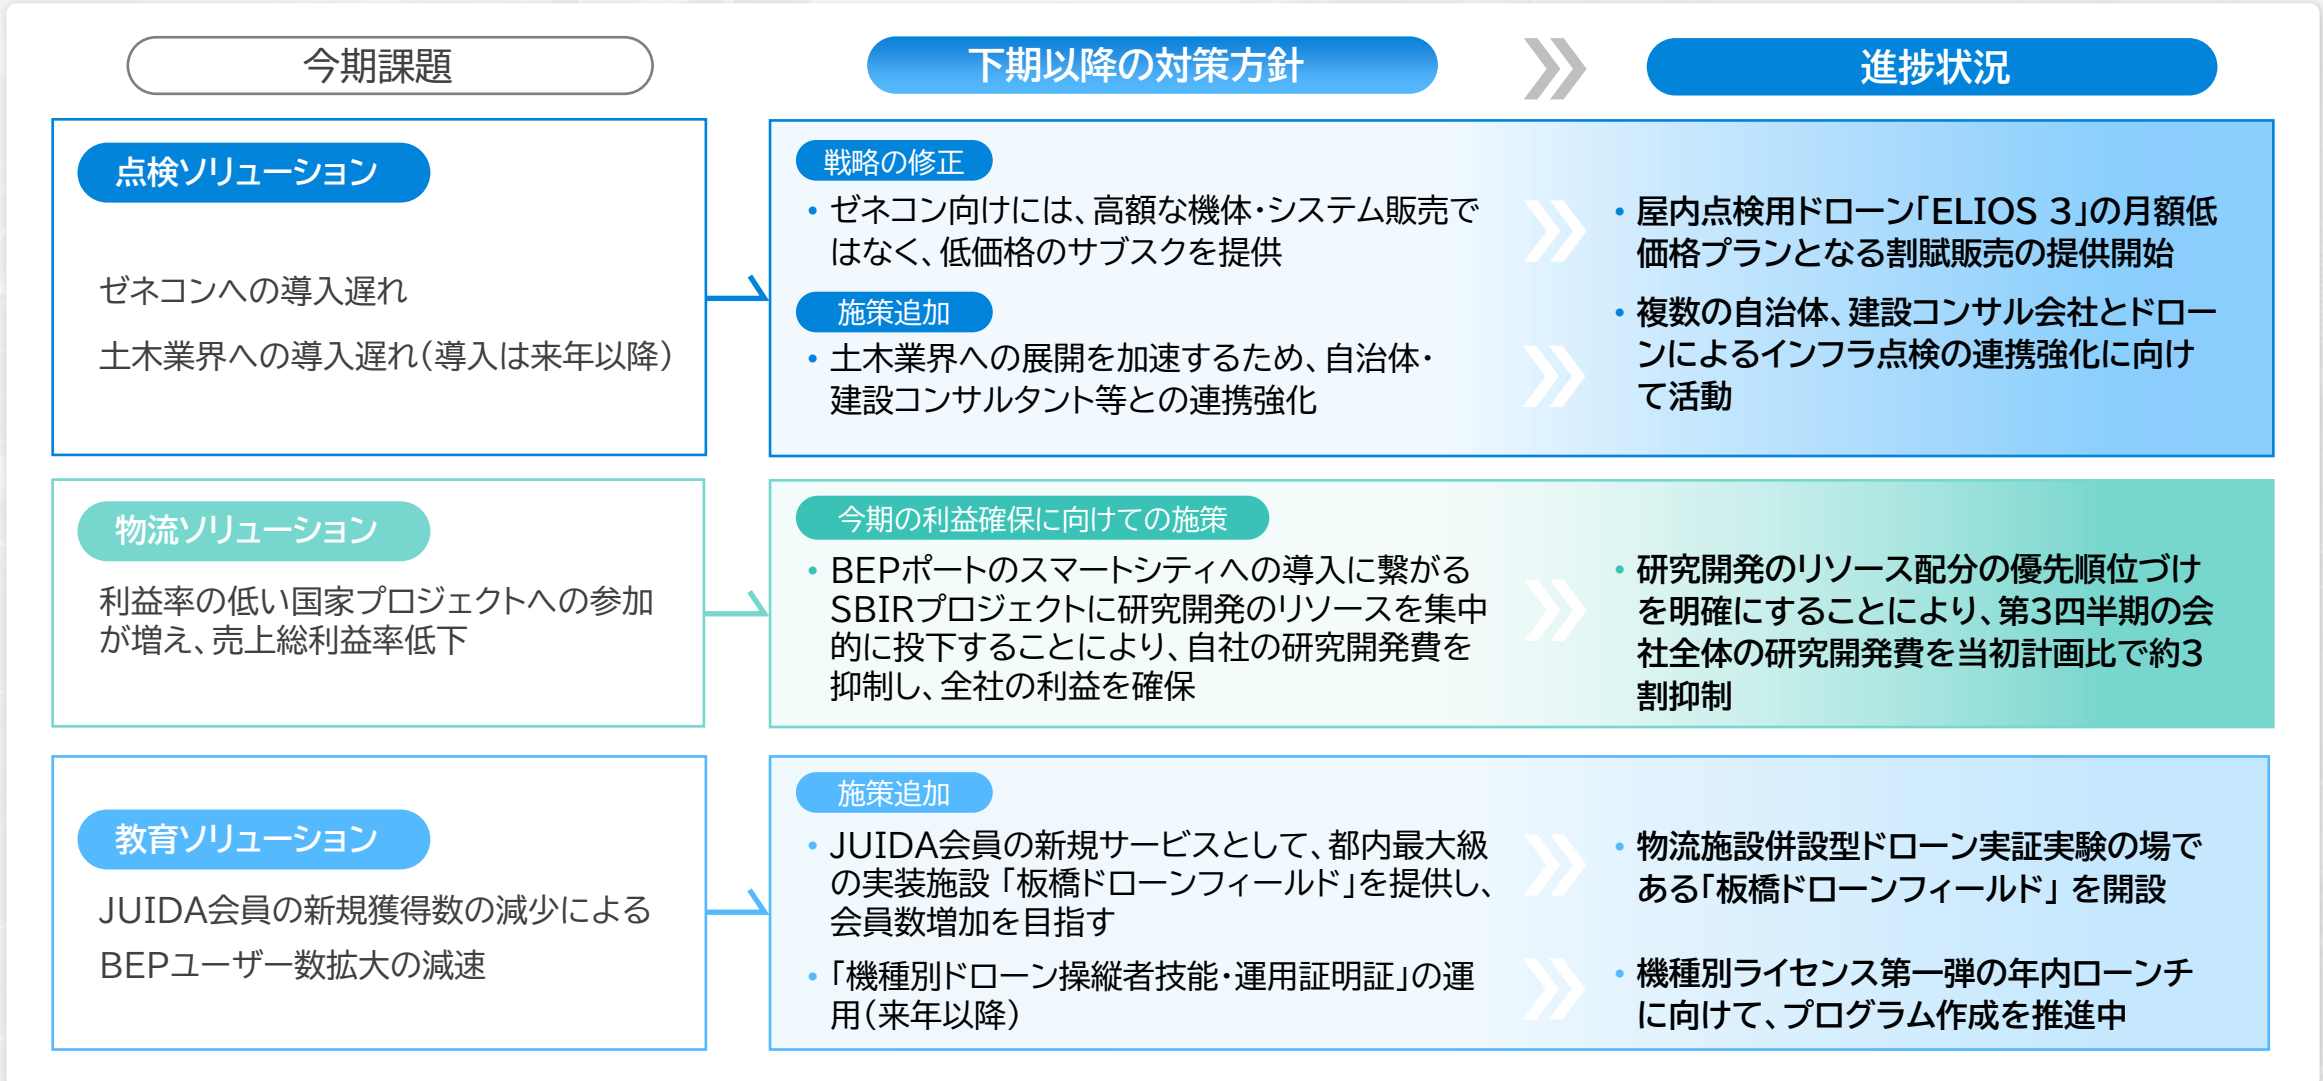 今期課題
下期以降の対策方針
進捗状況
点検ソリューション
ゼネコンへの導入遅れ
土木業界への導入遅れ(導入は来年以降)
戦略の修正
・ゼネコン向けには、高額な機体・システム販売で
はなく、低価格のサブスクを提供
施策追加
・土木業界への展開を加速するため、自治体・
建設コンサルタント等との連携強化
・屋内点検用ドローン「ELIOS 3」の月額低
価格プランとなる割賦販売の提供開始
・複数の自治体、建設コンサル会社とドロー
ンによるインフラ点検の連携強化に向け
て活動
物流ソリューション
利益率の低い国家プロジェクトへの参加
が増え、売上総利益率低下
今期の利益確保に向けての施策
・BEPポートのスマートシティへの導入に繋がる
SBIRプロジェクトに研究開発のリソースを集中
的に投下することにより、自社の研究開発費を
抑制し、全社の利益を確保
・研究開発のリソース配分の優先順位づけ
を明確にすることにより、第3四半期の会
社全体の研究開発費を当初計画比で約3
割抑制
教育ソリューション
JUIDA会員の新規獲得数の減少による
BEPユーザー数拡大の減速
施策追加
・JUIDA会員の新規サービスとして、都内最大級
の実装施設「板橋ドローンフィールド」を提供し、
会員数増加を目指す
・「機種別ドローン操縦者技能・運用証明証」の運
用(来年以降)
・物流施設併設型ドローン実証実験の場で
ある「板橋ドローンフィールド」を開設
・機種別ライセンス第一弾の年内ローンチ
に向けて、プログラム作成を推進中